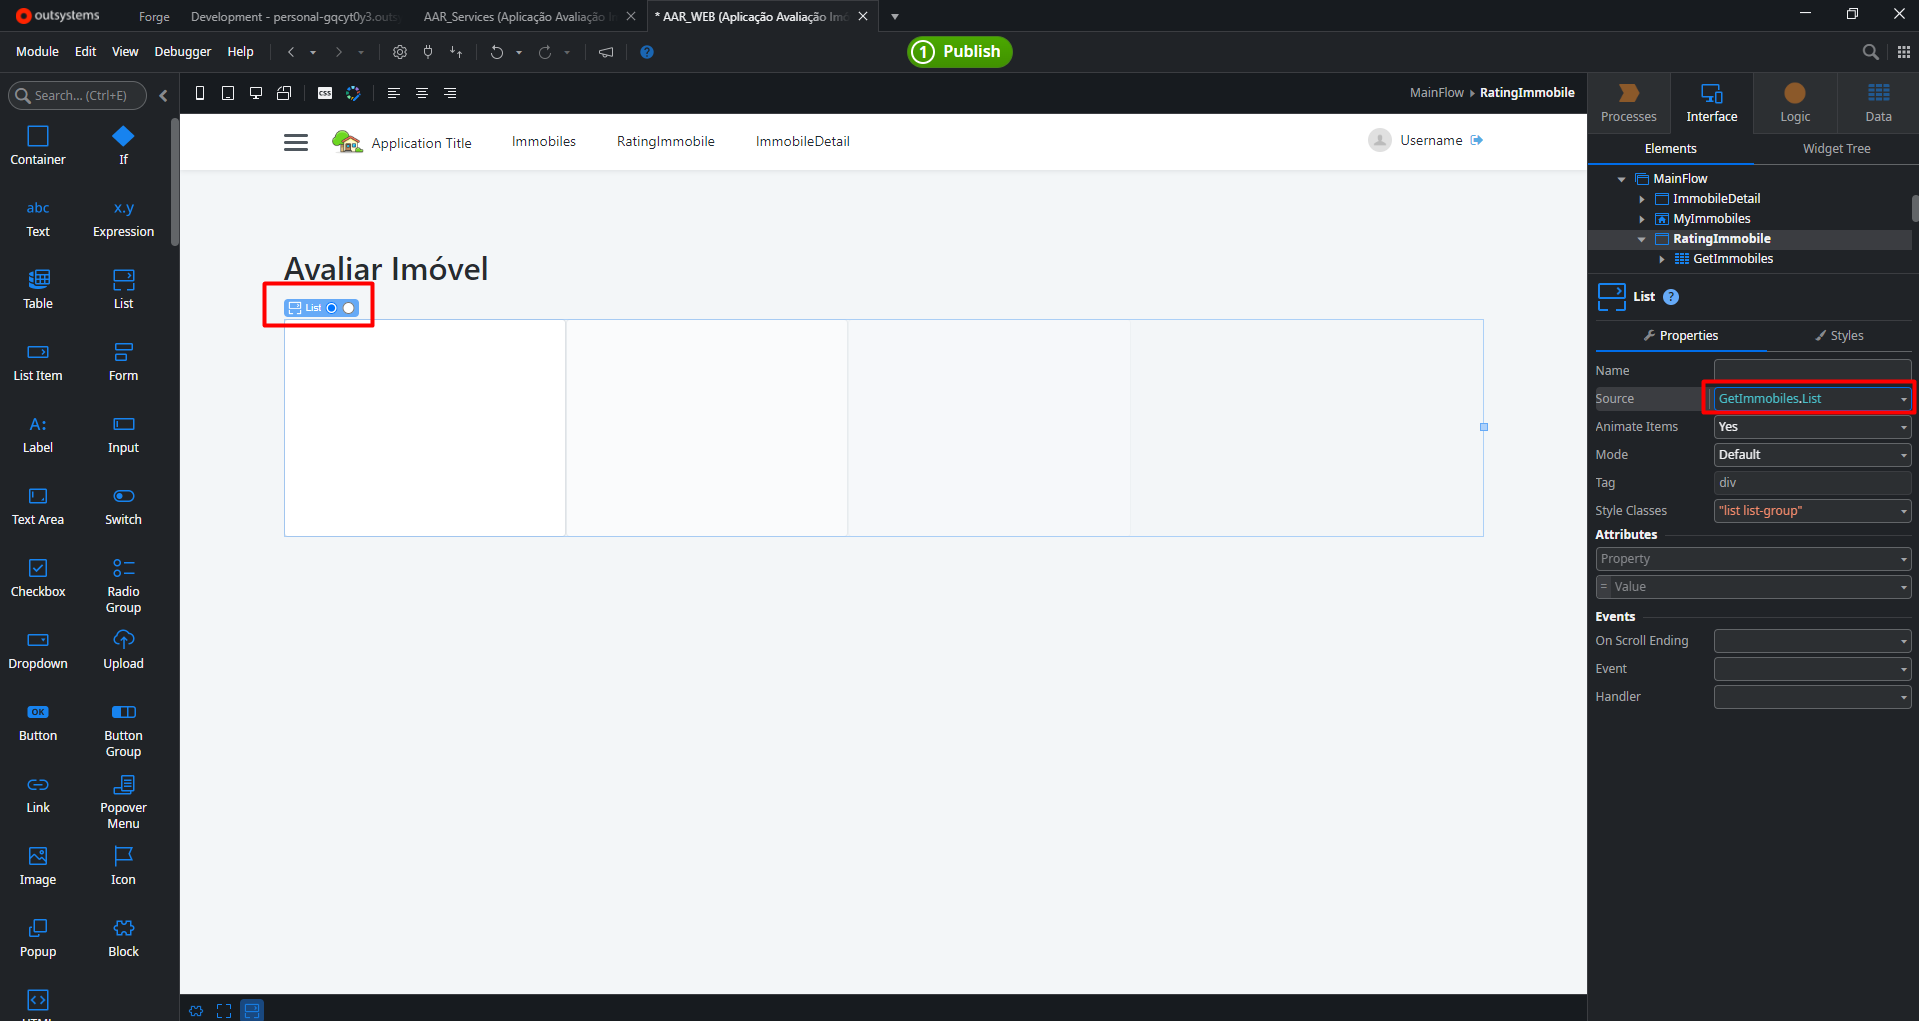 outsystems
Forge
Development - personal-gqcyt0y3.outsy
AAR_Services (Aplicação Avaliação In
* AAR_WEB (Aplicação Avaliação Imó
Module Edit View Debugger Help
1 Publish
Search... (Ctrl+E)
CSS
MainFlow RatingImmobile
Processes Interface Logic Data
Container If
abc x.y
Text Expression
Table List
List Item Form
A:
Label Input
Text Area Switch
Checkbox Radio Group
Dropdown Upload
OK
Button Button Group
Link Popover Menu
Image Icon
Popup Block
Application Title Immobiles RatingImmobile ImmobileDetail Username
Avaliar Imóvel
List
Elements Widget Tree
MainFlow
ImmobileDetail
MyImmobiles
RatingImmobile
GetImmobiles
List ?
Properties Styles
Name
Source GetImmobiles.List
Animate Items Yes
Mode Default
Tag div
Style Classes "list list-group"
Attributes
Property
= Value
Events
On Scroll Ending
Event
Handler